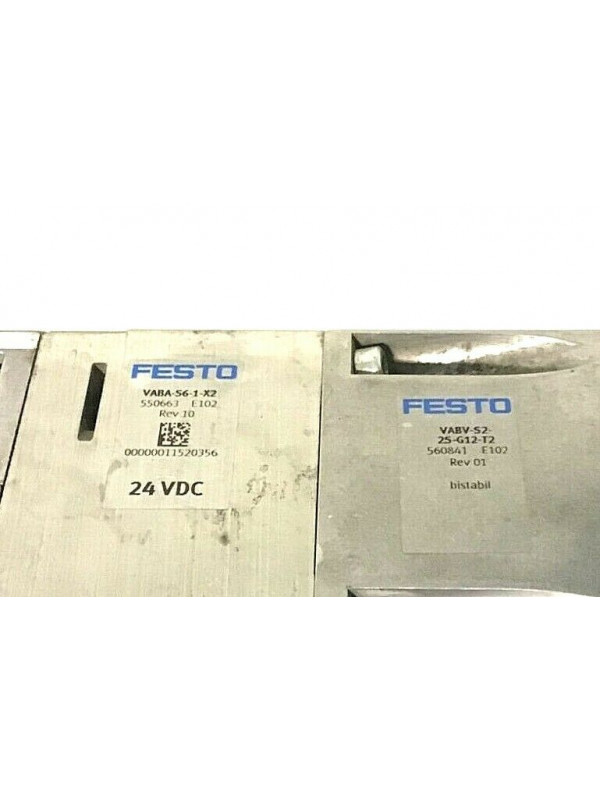 FESTO
VABA-S6-1-X2
550663 E102
Rev 10
00000011520356
24 VDC
FESTO
VABV-S2-
2S-G12-T2
560841 E102
Rev 01
bistabil